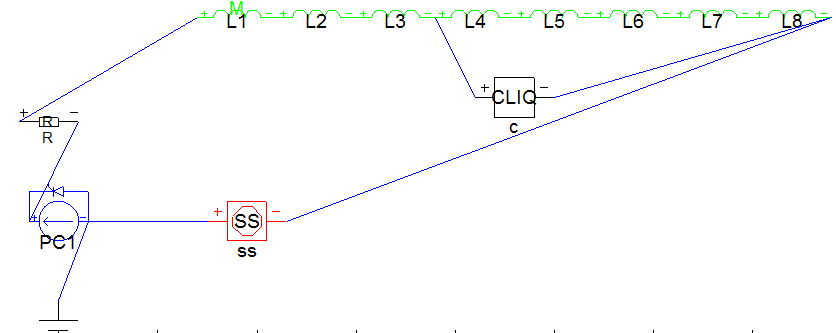 M
L1 L2 L3 L4 L5 L6 L7 L8
+ - + - + - + - + - + - + - + -
+ CLIQ -
c
+ R -
R
+ SS -
+ -
PC1
ss